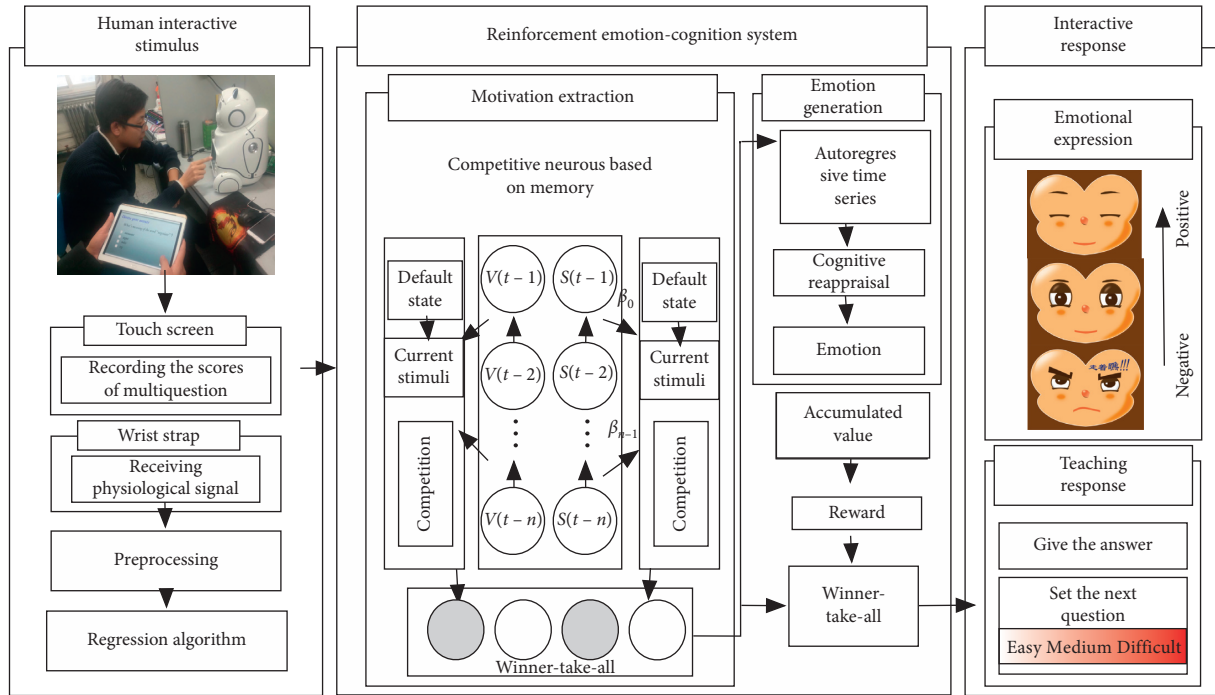 Human interactive
stimulus
Touch screen
Recording the scores
of multiquestion
Wrist strap
Receiving
physiological signal
Preprocessing
Regression algorithm
Reinforcement emotion-cognition system
Motivation extraction
Competitive neurous based
on memory
Default
state
Current
stimuli
Competition
V(t – 1)
V(t – 2)
V(t – n)
S(t – 1)
S(t – 2)
S(t – n)
β0
βn–1
Default
state
Current
stimuli
Competition
Winner-take-all
Emotion
generation
Autoregres
sive time
series
Cognitive
reappraisal
Emotion
Accumulated
value
Reward
Winner-
take-all
Interactive
response
Emotional
expression
走着瞧!!!
Positive
Negative
Teaching
response
Give the answer
Set the next
question
Easy Medium Difficult